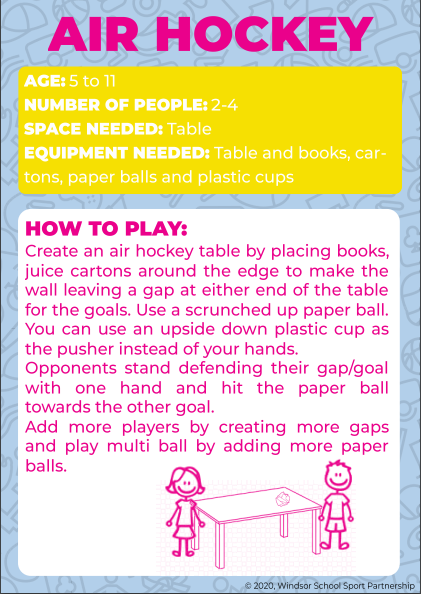 AIR HOCKEY
AGE: 5 to 11
NUMBER OF PEOPLE: 2-4
SPACE NEEDED: Table
EQUIPMENT NEEDED: Table and books, car-
tons, paper balls and plastic cups
HOW TO PLAY:
Create an air hockey table by placing books,
juice cartons around the edge to make the
wall leaving a gap at either end of the table
for the goals. Use a scrunched up paper ball.
You can use an upside down plastic cup as
the pusher instead of your hands.
Opponents stand defending their gap/goal
with one hand and hit the paper ball
towards the other goal.
Add more players by creating more gaps
and play multi ball by adding more paper
balls.
© 2020, Windsor School Sport Partnership